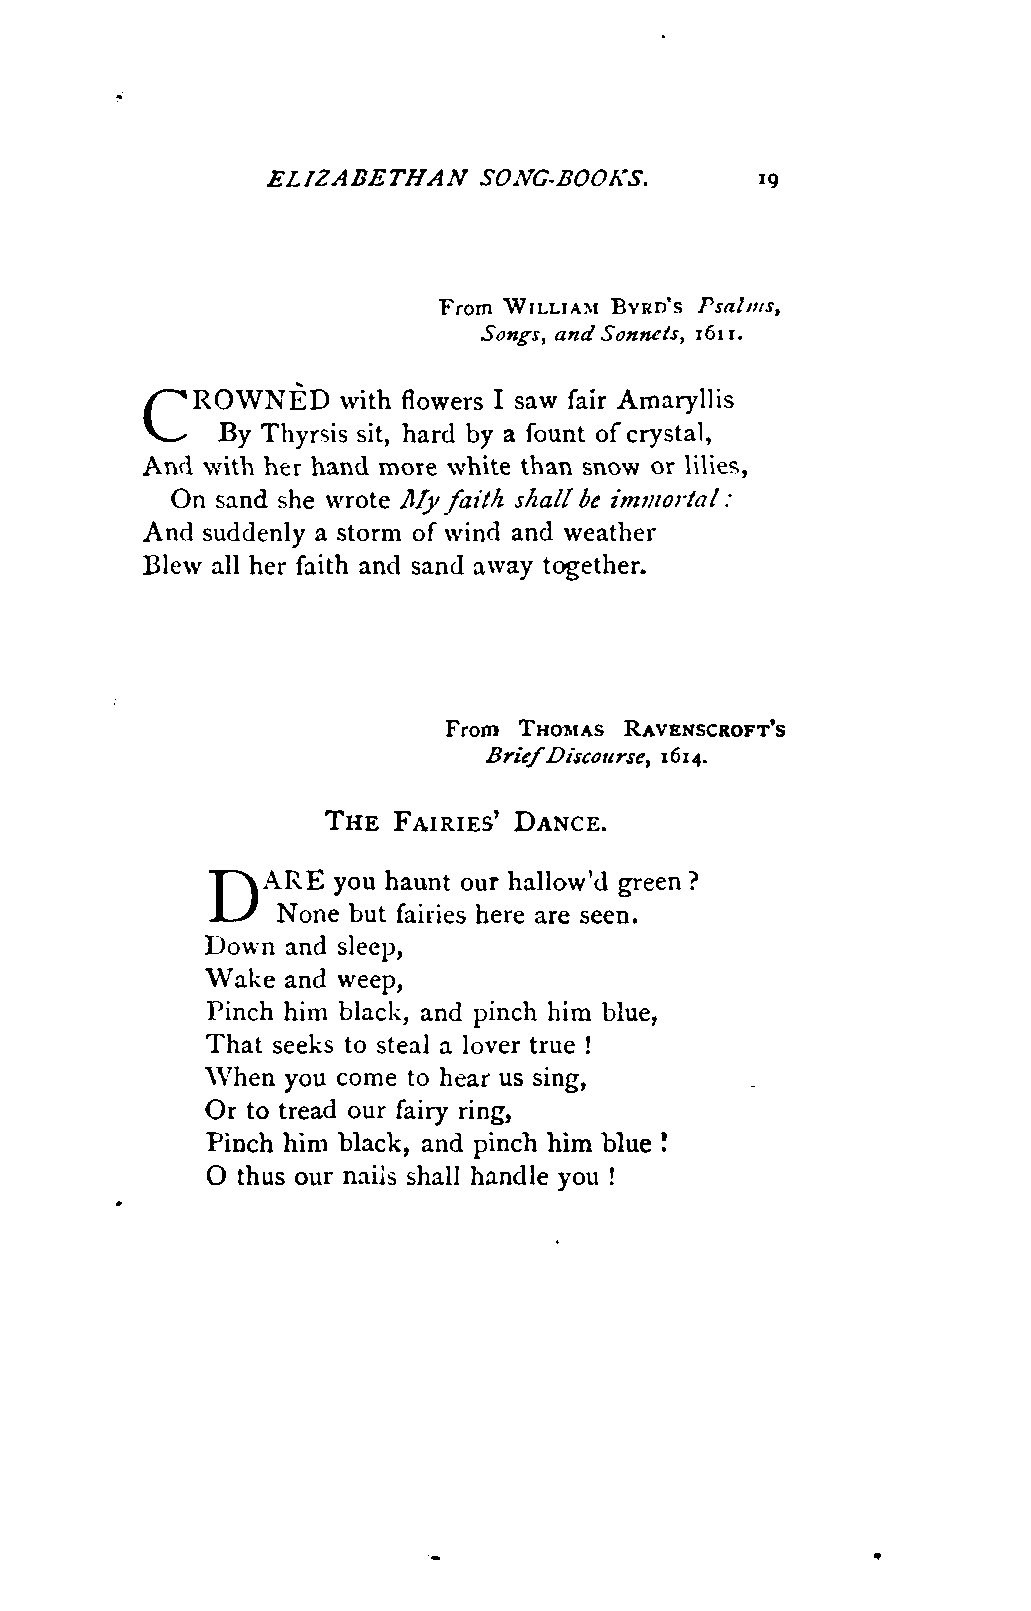 ELIZABETHAN SONG-BOOKS. 19
From WILLIAM BYRD'S Psalms,
Songs, and Sonnets, 1611.
CROWNÈD with flowers I saw fair Amaryllis
By Thyrsis sit, hard by a fount of crystal,
And with her hand more white than snow or lilies,
On sand she wrote My faith shall be immortal :
And suddenly a storm of wind and weather
Blew all her faith and sand away together.
From THOMAS RAVENSCROFT'S
Brief Discourse, 1614.
THE FAIRIES' DANCE.
DARE you haunt our hallow'd green ?
None but fairies here are seen.
Down and sleep,
Wake and weep,
Pinch him black, and pinch him blue,
That seeks to steal a lover true !
When you come to hear us sing,
Or to tread our fairy ring,
Pinch him black, and pinch him blue !
O thus our nails shall handle you !